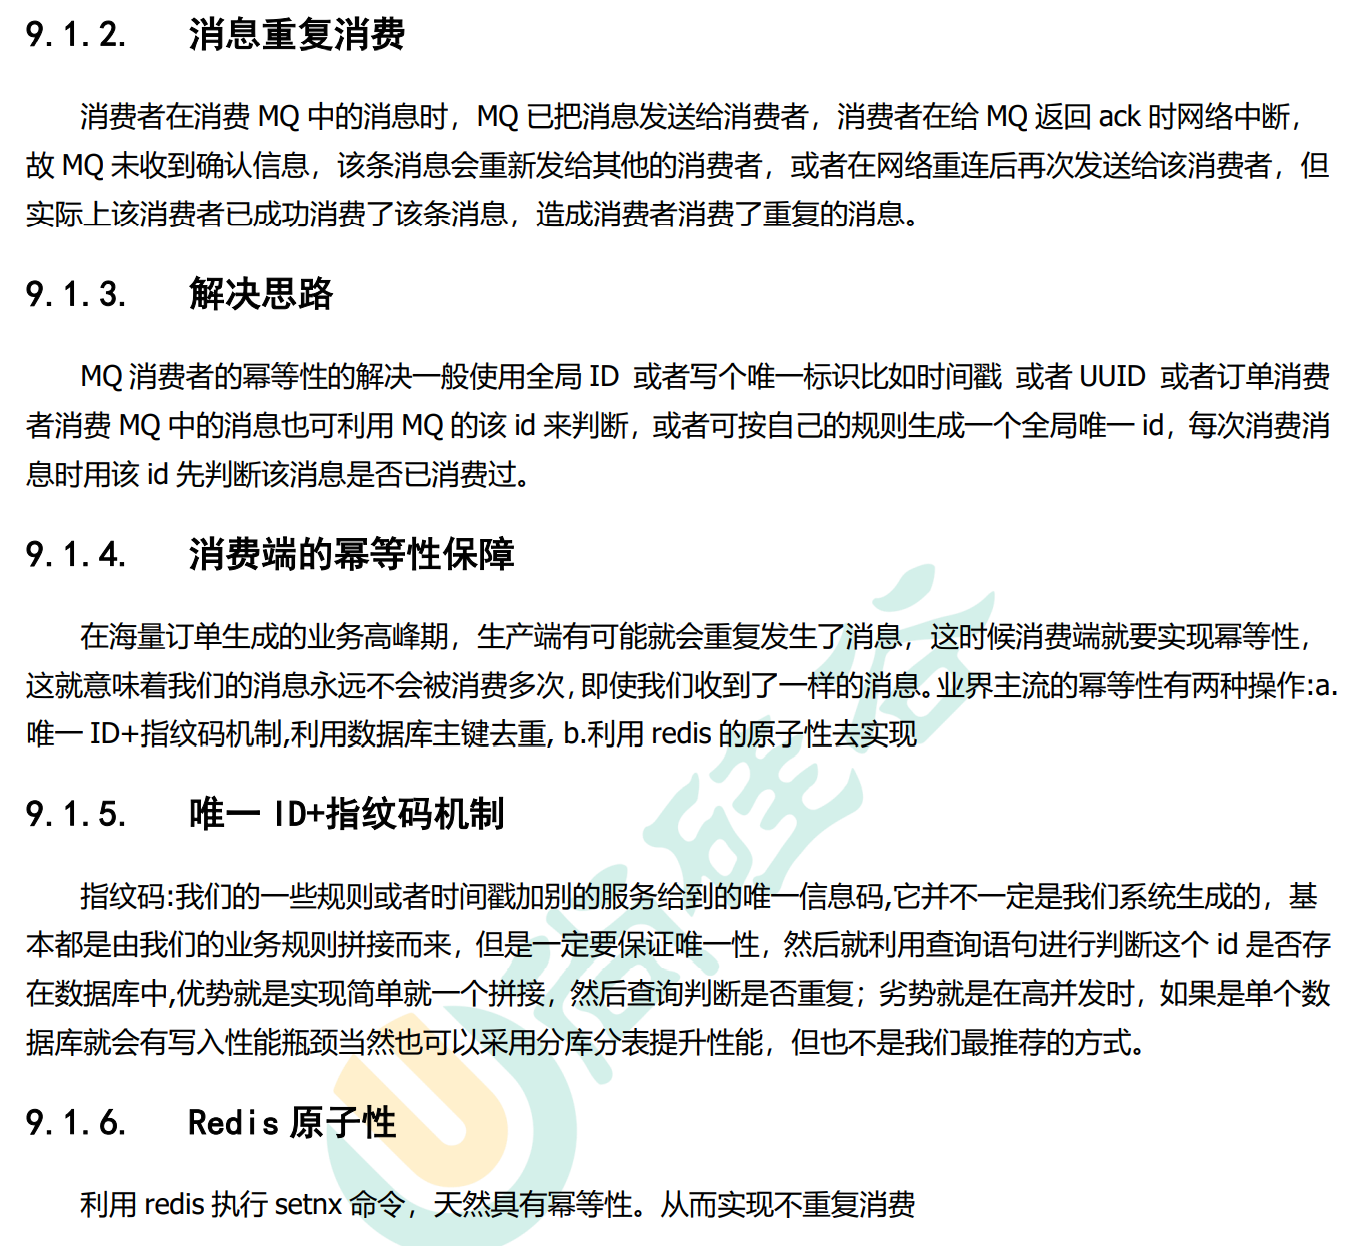 9.1.2. 消息重复消费
消费者在消费 MQ 中的消息时，MQ 已把消息发送给消费者，消费者在给 MQ 返回 ack 时网络中断，
故 MQ 未收到确认信息，该条消息会重新发给其他的消费者，或者在网络重连后再次发送给该消费者，但
实际上该消费者已成功消费了该条消息，造成消费者消费了重复的消息。
9.1.3. 解决思路
MQ 消费者的幂等性的解决一般使用全局 ID 或者写个唯一标识比如时间戳 或者 UUID 或者订单消费
者消费 MQ 中的消息也可利用 MQ 的该 id 来判断，或者可按自己的规则生成一个全局唯一 id，每次消费消
息时用该 id 先判断该消息是否已消费过。
9.1.4. 消费端的幂等性保障
在海量订单生成的业务高峰期，生产端有可能就会重复发生了消息，这时候消费端就要实现幂等性，
这就意味着我们的消息永远不会被消费多次，即使我们收到了一样的消息。业界主流的幂等性有两种操作:a.
唯一 ID+指纹码机制,利用数据库主键去重, b.利用 redis 的原子性去实现
9.1.5. 唯一 ID+指纹码机制
指纹码:我们的一些规则或者时间戳加别的服务给到的唯一信息码,它并不一定是我们系统生成的，基
本都是由我们的业务规则拼接而来，但是一定要保证唯一性，然后就利用查询语句进行判断这个 id 是否存
在数据库中,优势就是实现简单就一个拼接，然后查询判断是否重复；劣势就是在高并发时，如果是单个数
据库就会有写入性能瓶颈当然也可以采用分库分表提升性能，但也不是我们最推荐的方式。
9.1.6. Redis 原子性
利用 redis 执行 setnx 命令，天然具有幂等性。从而实现不重复消费
尚硅谷